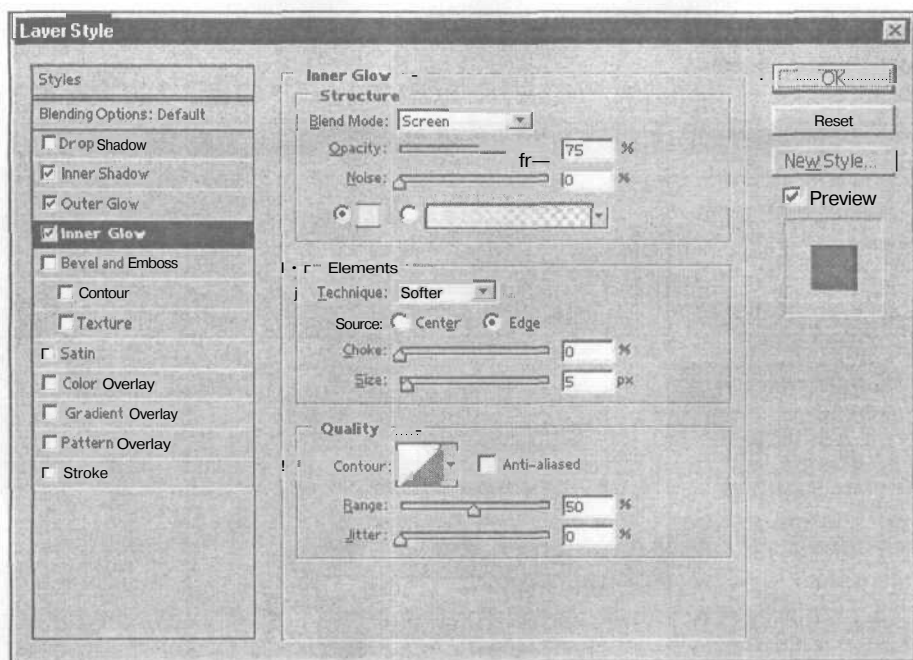 Layer Style
Styles
Blending Options: Default
Drop Shadow
Inner Shadow
Outer Glow
Inner Glow
Bevel and Emboss
Contour
Texture
Satin
Color Overlay
Gradient Overlay
Pattern Overlay
Stroke
Inner Glow
Structure
Blend Mode: Screen
Opacity: fr— 75 %
Noise: 0 %
Elements
Technique: Softer
Source: Center Edge
Choke: 0 %
Size: 5 px
Quality
Contour: Anti-aliased
Range: 50 %
Jitter: 0 %
OK
Reset
New Style...
Preview